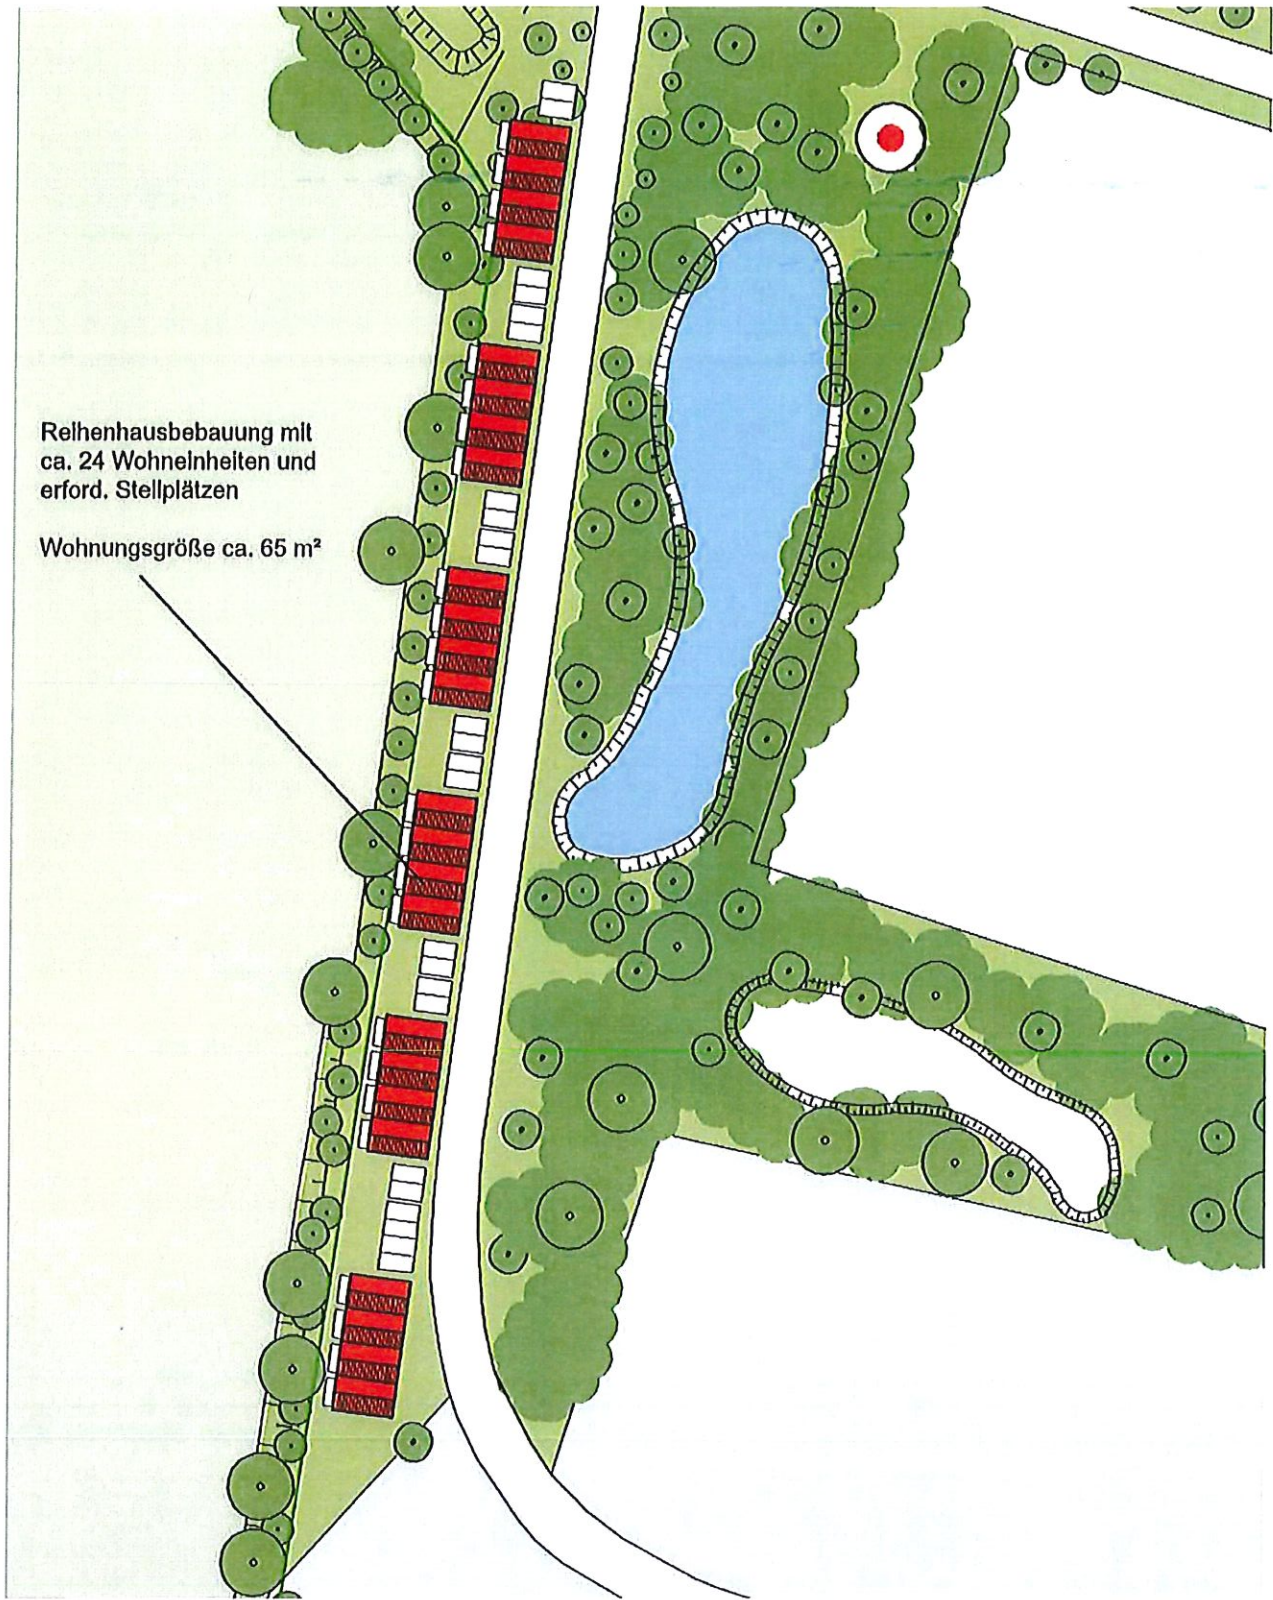 Reihenhausbebauung mit
ca. 24 Wohneinheiten und
erford. Stellplätzen
Wohnungsgröße ca. 65 m²